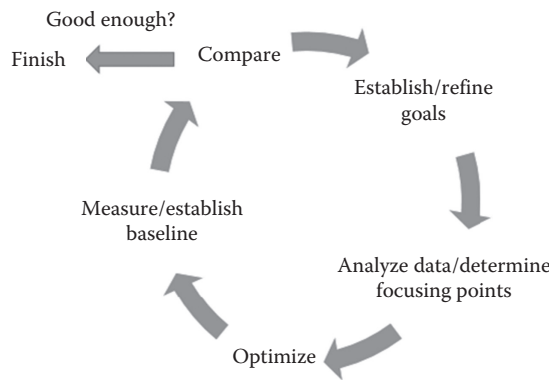 Good enough?
Finish
Compare
Establish/refine
goals
Measure/establish
baseline
Analyze data/determine
focusing points
Optimize